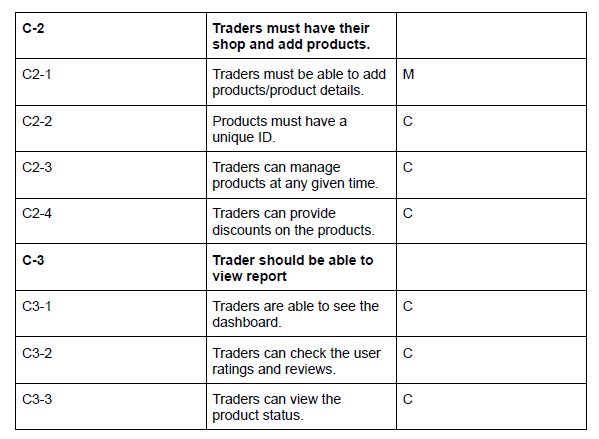 C-2
Traders must have their
shop and add products.
C2-1
Traders must be able to add
products/product details.
M
C2-2
Products must have a
unique ID.
C
C2-3
Traders can manage
products at any given time.
C
C2-4
Traders can provide
discounts on the products.
C
C-3
Trader should be able to
view report
C3-1
Traders are able to see the
dashboard.
C
C3-2
Traders can check the user
ratings and reviews.
C
C3-3
Traders can view the
product status.
C